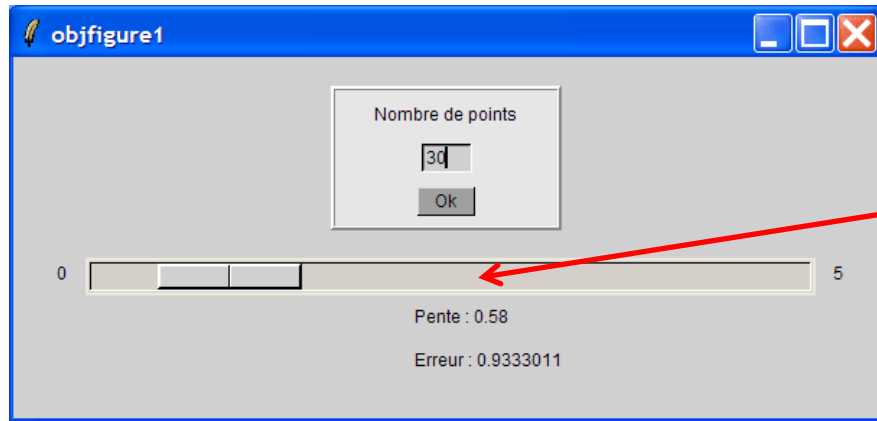 objfigure1
Nombre de points
30
Ok
0 5
Pente : 0.58
Erreur : 0.9333011